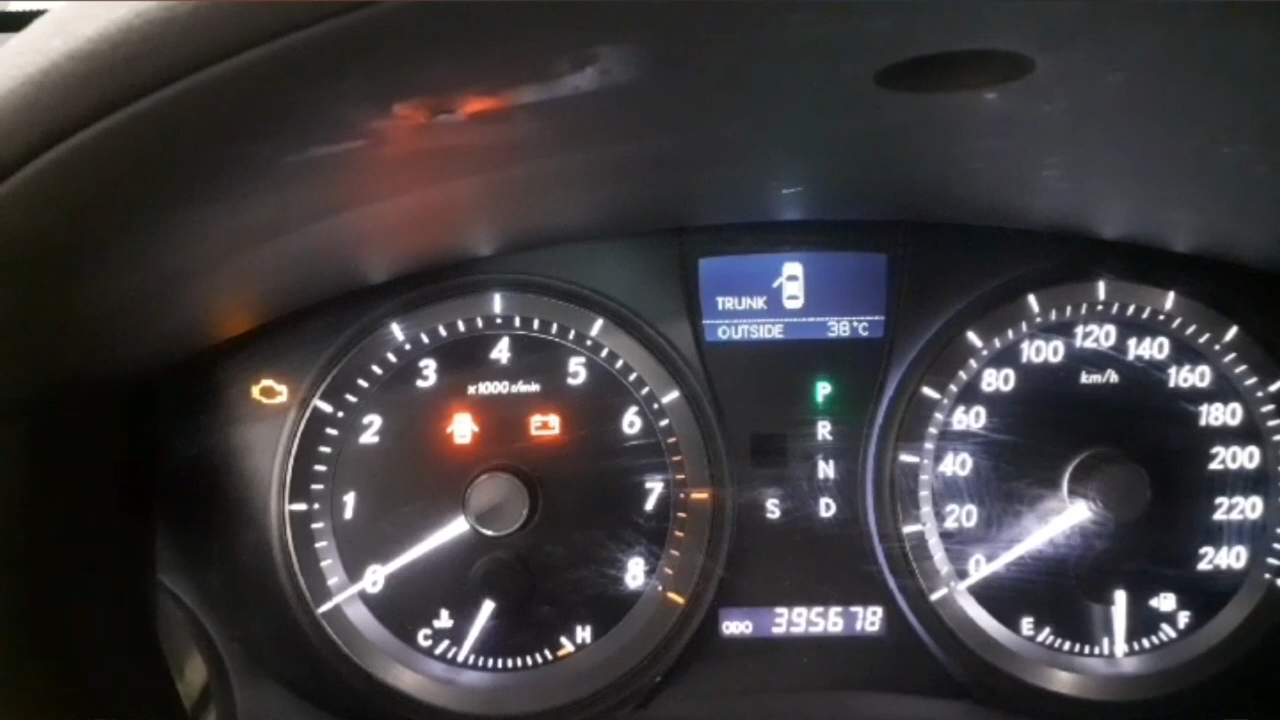 TRUNK
OUTSIDE 38°C
0 1 2 3 4 5 6 7 8
x1000 r/min
C H
P
R
N
S D
ODO 395678
0 20 40 60 80 100 120 140 160 180 200 220 240
km/h
E F